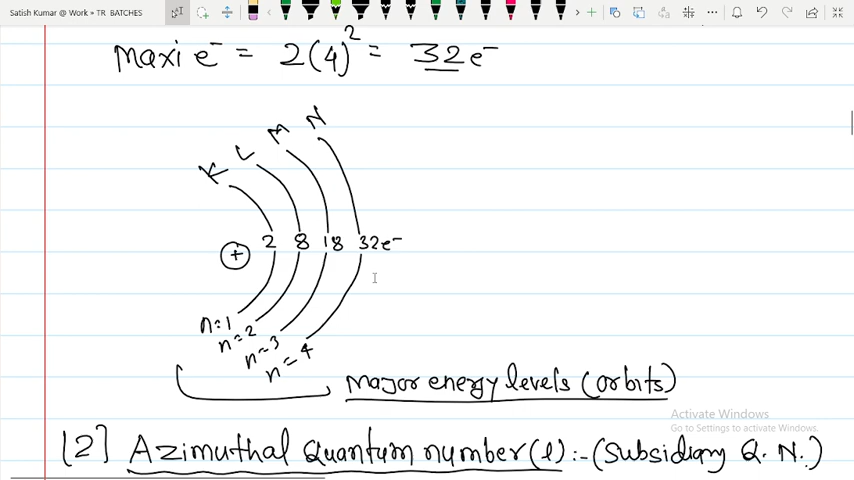 Satish Kumar @ Work » TR BATCHES
maxi e⁻ = 2(4)² = 32e⁻
K L M N
+ 2 8 18 32e⁻
n=1
n=2
n=3
n=4
major energy levels (orbits)
Activate Windows
Go to Settings to activate Windows.
[2] Azimuthal Quantum number(l):-(Subsidiary Q. N.)